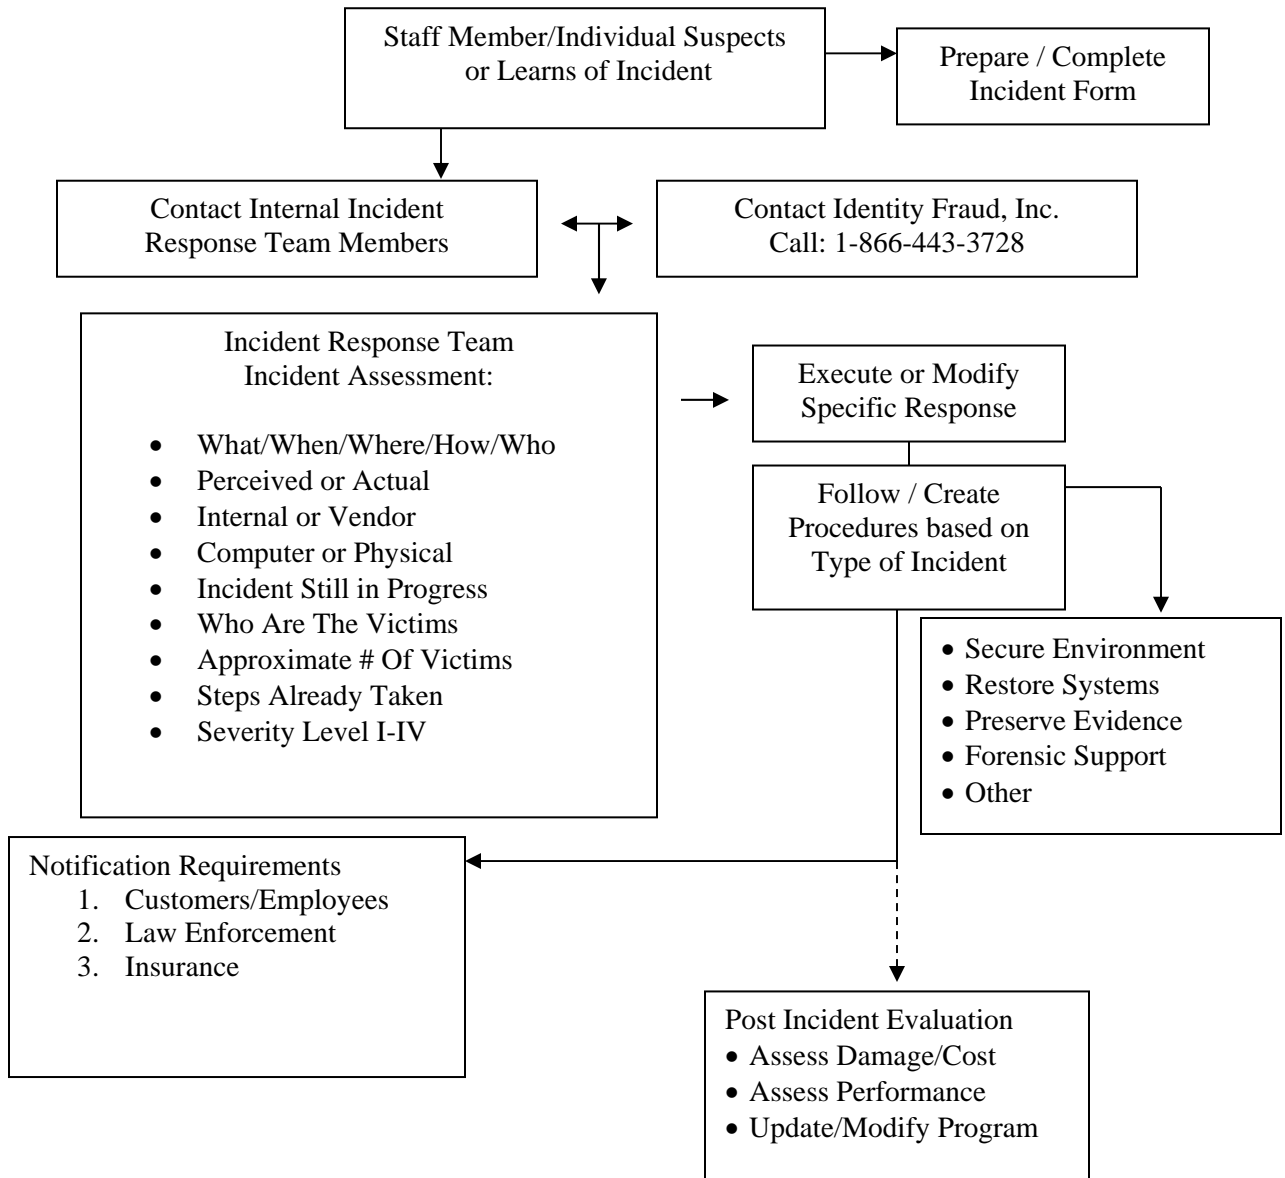 Staff Member/Individual Suspects
or Learns of Incident
Prepare / Complete
Incident Form
Contact Internal Incident
Response Team Members
Contact Identity Fraud, Inc.
Call: 1-866-443-3728
Incident Response Team
Incident Assessment:
• What/When/Where/How/Who
• Perceived or Actual
• Internal or Vendor
• Computer or Physical
• Incident Still in Progress
• Who Are The Victims
• Approximate # Of Victims
• Steps Already Taken
• Severity Level I-IV
Execute or Modify
Specific Response
Follow / Create
Procedures based on
Type of Incident
• Secure Environment
• Restore Systems
• Preserve Evidence
• Forensic Support
• Other
Notification Requirements
1. Customers/Employees
2. Law Enforcement
3. Insurance
Post Incident Evaluation
• Assess Damage/Cost
• Assess Performance
• Update/Modify Program